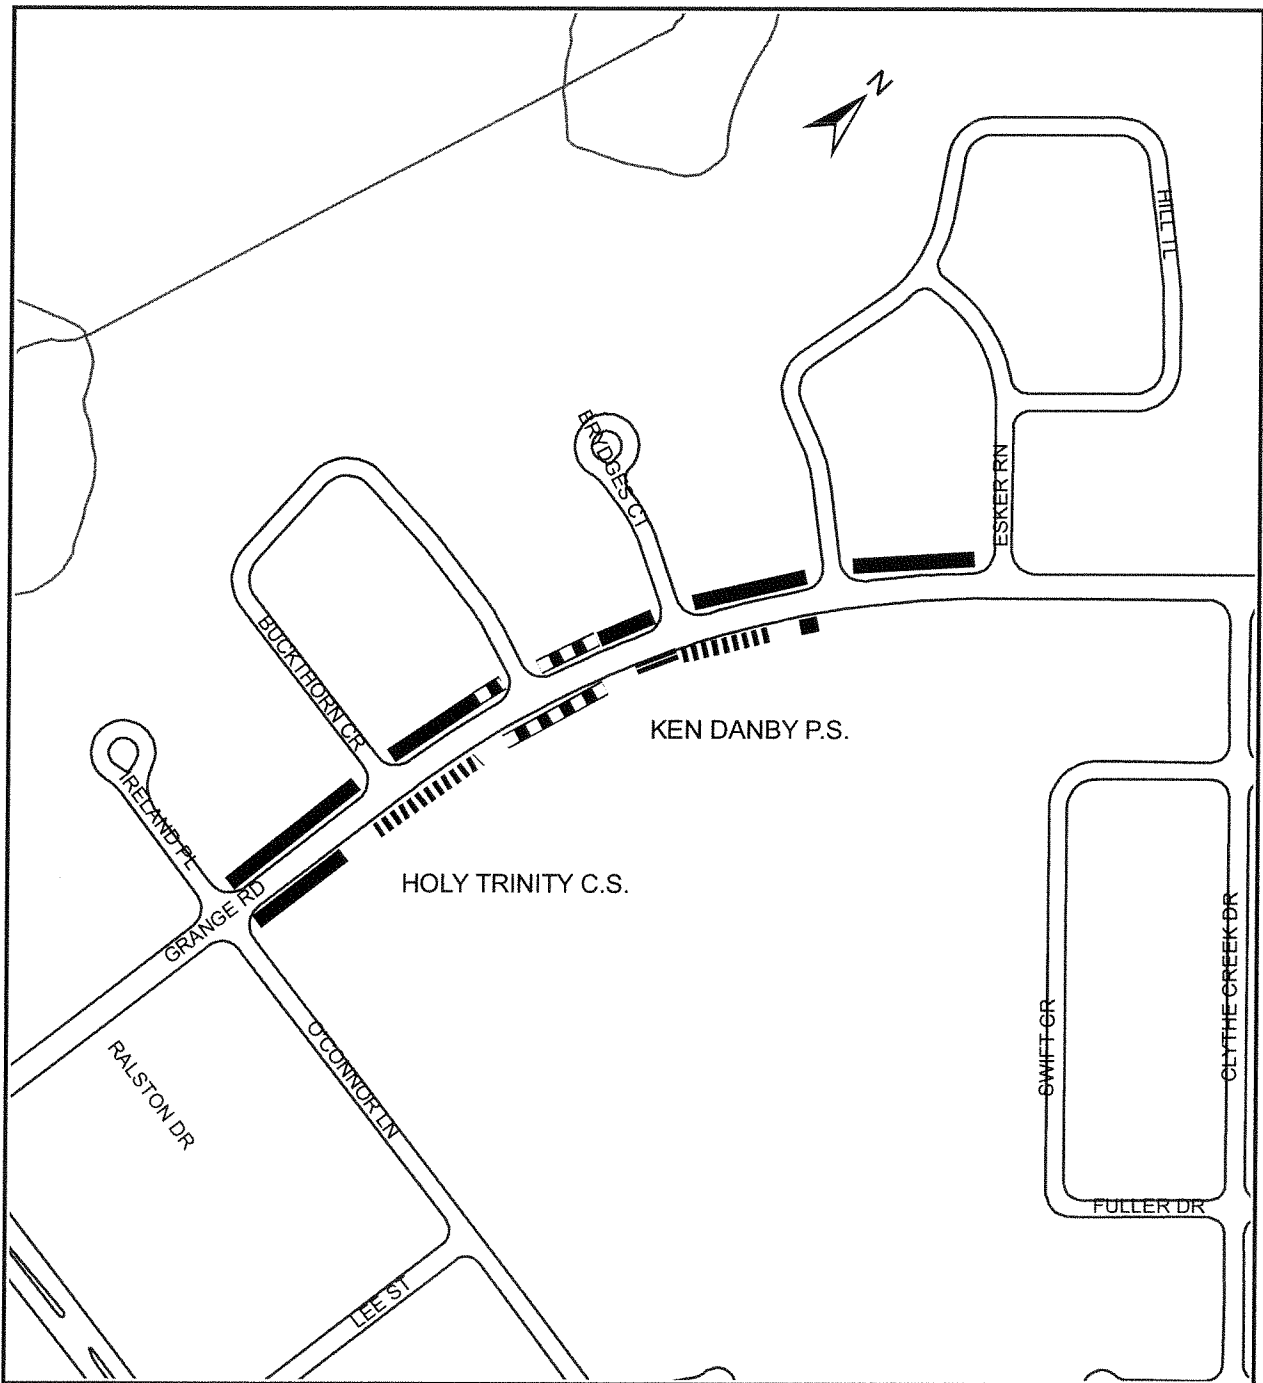 N
HILL TL
BRYDGES CT
ESKER RN
BUCKTHORN CR
KEN DANBY P.S.
IRELAND PL
HOLY TRINITY C.S.
GRANGE RD
CLYTHE CREEK DR
SWIFT CR
RALSTON DR
O'CONNOR LN
FULLER DR
LEE ST